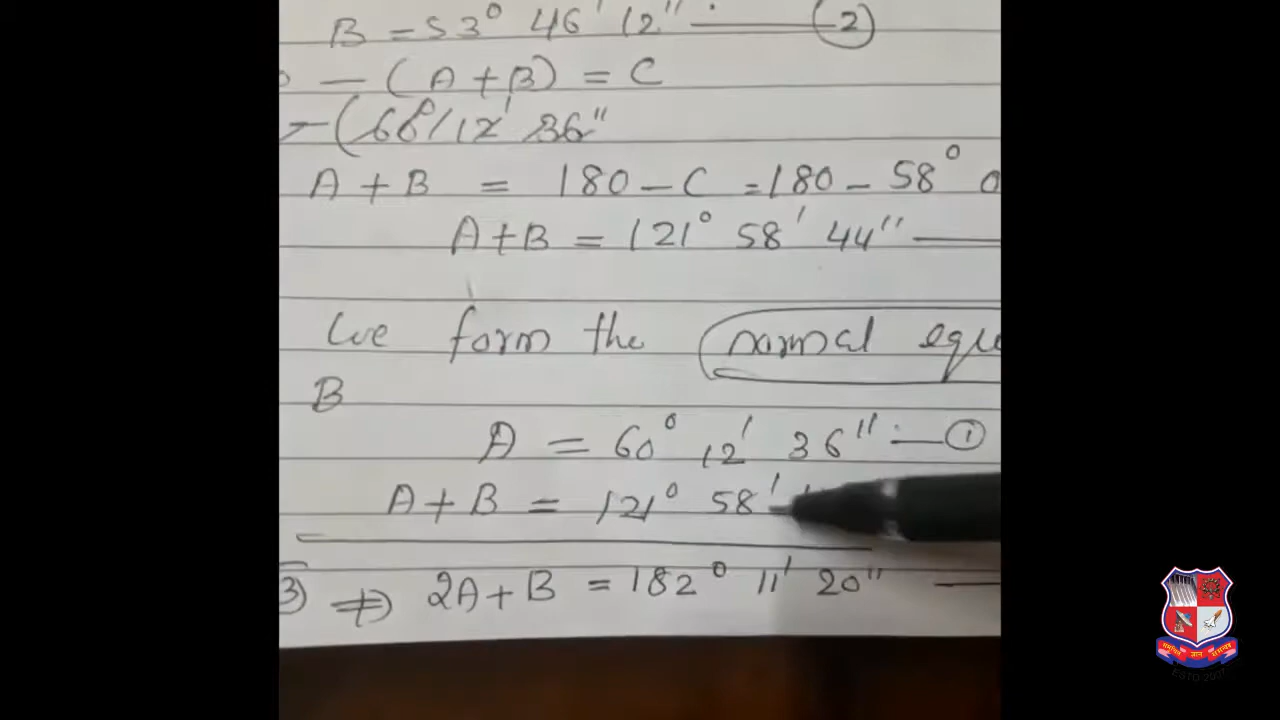 B = 53° 46' 12" — (2)
— (A + B) = C
— (68° 12' 36"
A + B = 180 — C = 180 — 58° 0
A + B = 121° 58' 44" —
We form the normal equ
B
A = 60° 12' 36" — (1)
A + B = 121° 58'
3) ⇒ 2A + B = 182° 11' 20" —